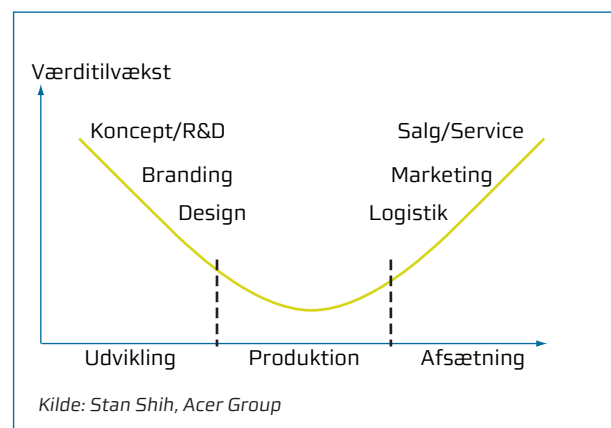 Værditilvækst
Koncept/R&D Salg/Service
Branding Marketing
Design Logistik
Udvikling Produktion Afsætning
Kilde: Stan Shih, Acer Group